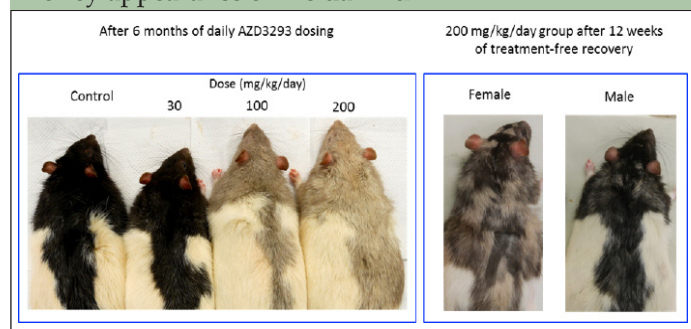 After 6 months of daily AZD3293 dosing
200 mg/kg/day group after 12 weeks
of treatment-free recovery
Dose (mg/kg/day)
Control
30
100
200
Female
Male